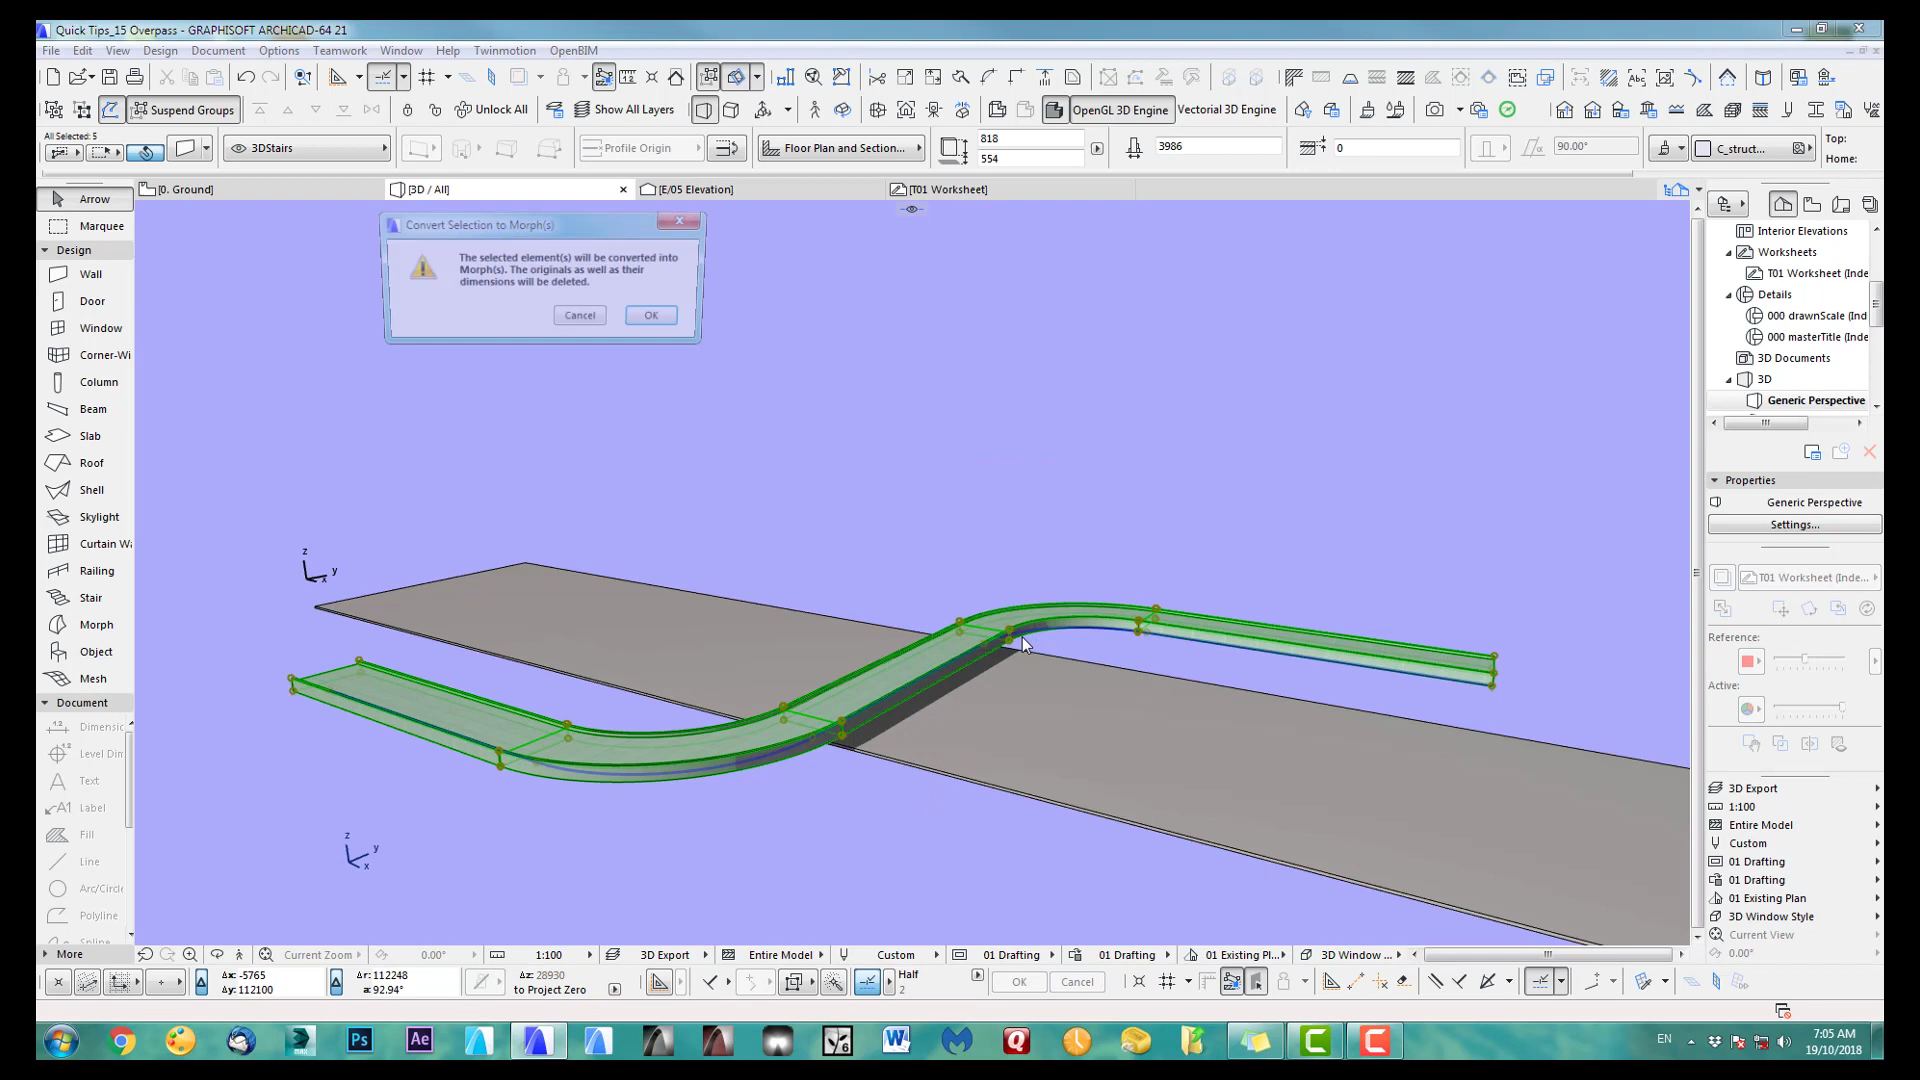 Quick Tips_15 Overpass - GRAPHISOFT ARCHICAD-64 21
File Edit View Design Document Options Teamwork Window Help Twinmotion OpenBIM
Suspend Groups
Unlock All
Show All Layers
OpenGL 3D Engine
Vectorial 3D Engine
All Selected: 5
3DStairs
Profile Origin
Floor Plan and Section...
818
554
3986
0
90.00°
C_struct...
Top:
Home:
[0. Ground]
[3D / All]
[E/05 Elevation]
[T01 Worksheet]
Arrow
Marquee
Design
Wall
Door
Window
Corner-Wi
Column
Beam
Slab
Roof
Shell
Skylight
Curtain Wa
Railing
Stair
Morph
Object
Mesh
Document
Dimensic
Level Dim
A Text
A1 Label
Fill
Line
Arc/Circle
Polyline
Spline
More
Convert Selection to Morph(s)
The selected element(s) will be converted into
Morph(s). The originals as well as their
dimensions will be deleted.
Cancel
OK
z
y
x
z
y
x
Interior Elevations
Worksheets
T01 Worksheet (Inde
Details
000 drawnScale (Ind
000 masterTitle (Inde
3D Documents
3D
Generic Perspective
Properties
Generic Perspective
Settings...
T01 Worksheet (Inde...
Reference:
Active:
3D Export
1:100
Entire Model
Custom
01 Drafting
01 Drafting
01 Existing Plan
3D Window Style
Current View
0.00°
Current Zoom
0.00°
1:100
3D Export
Entire Model
Custom
01 Drafting
01 Drafting
01 Existing Pl...
3D Window ...
Δx: -5765
Δy: 112100
Δr: 112248
a: 92.94°
Δz: 28930
to Project Zero
Half
2
OK
Cancel
Ps
Ae
6
W
Q
C
C
EN
7:05 AM
19/10/2018